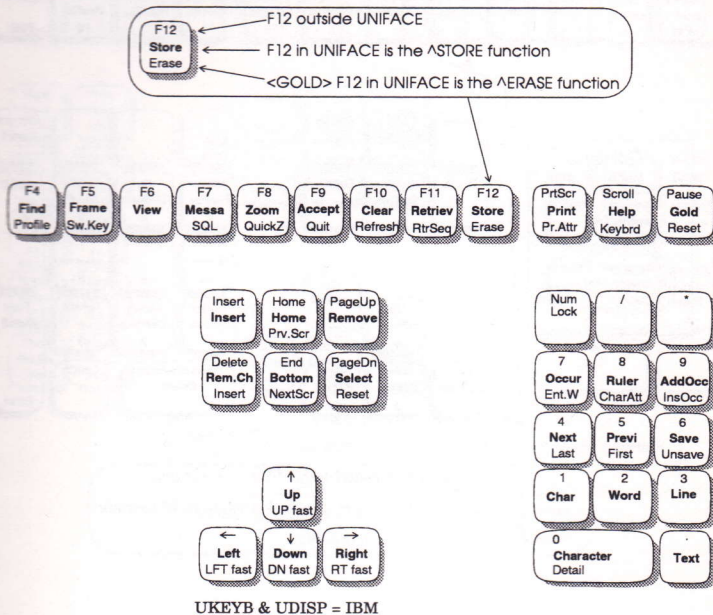 F12
Store
Erase
F12 outside UNIFACE
F12 in UNIFACE is the ^STORE function
<GOLD> F12 in UNIFACE is the ^ERASE function
F4 F5 F6 F7 F8 F9 F10 F11 F12 PrtScr Scroll Pause
Find Frame View Messa Zoom Accept Clear Retriev Store Print Help Gold
Profile Sw.Key SQL QuickZ Quit Refresh RtrSeq Erase Pr.Attr Keybrd Reset
Insert Home PageUp
Insert Home Remove
Prv.Scr
Delete End PageDn
Rem.Ch Bottom Select
Insert NextScr Reset
↑
Up
UP fast
← ↓ →
Left Down Right
LFT fast DN fast RT fast
Num / *
Lock
7 8 9
Occur Ruler AddOcc
Ent.W CharAtt InsOcc
4 5 6
Next Previ Save
Last First Unsave
1 2 3
Char Word Line
0 .
Character Text
Detail
UKEYB & UDISP = IBM